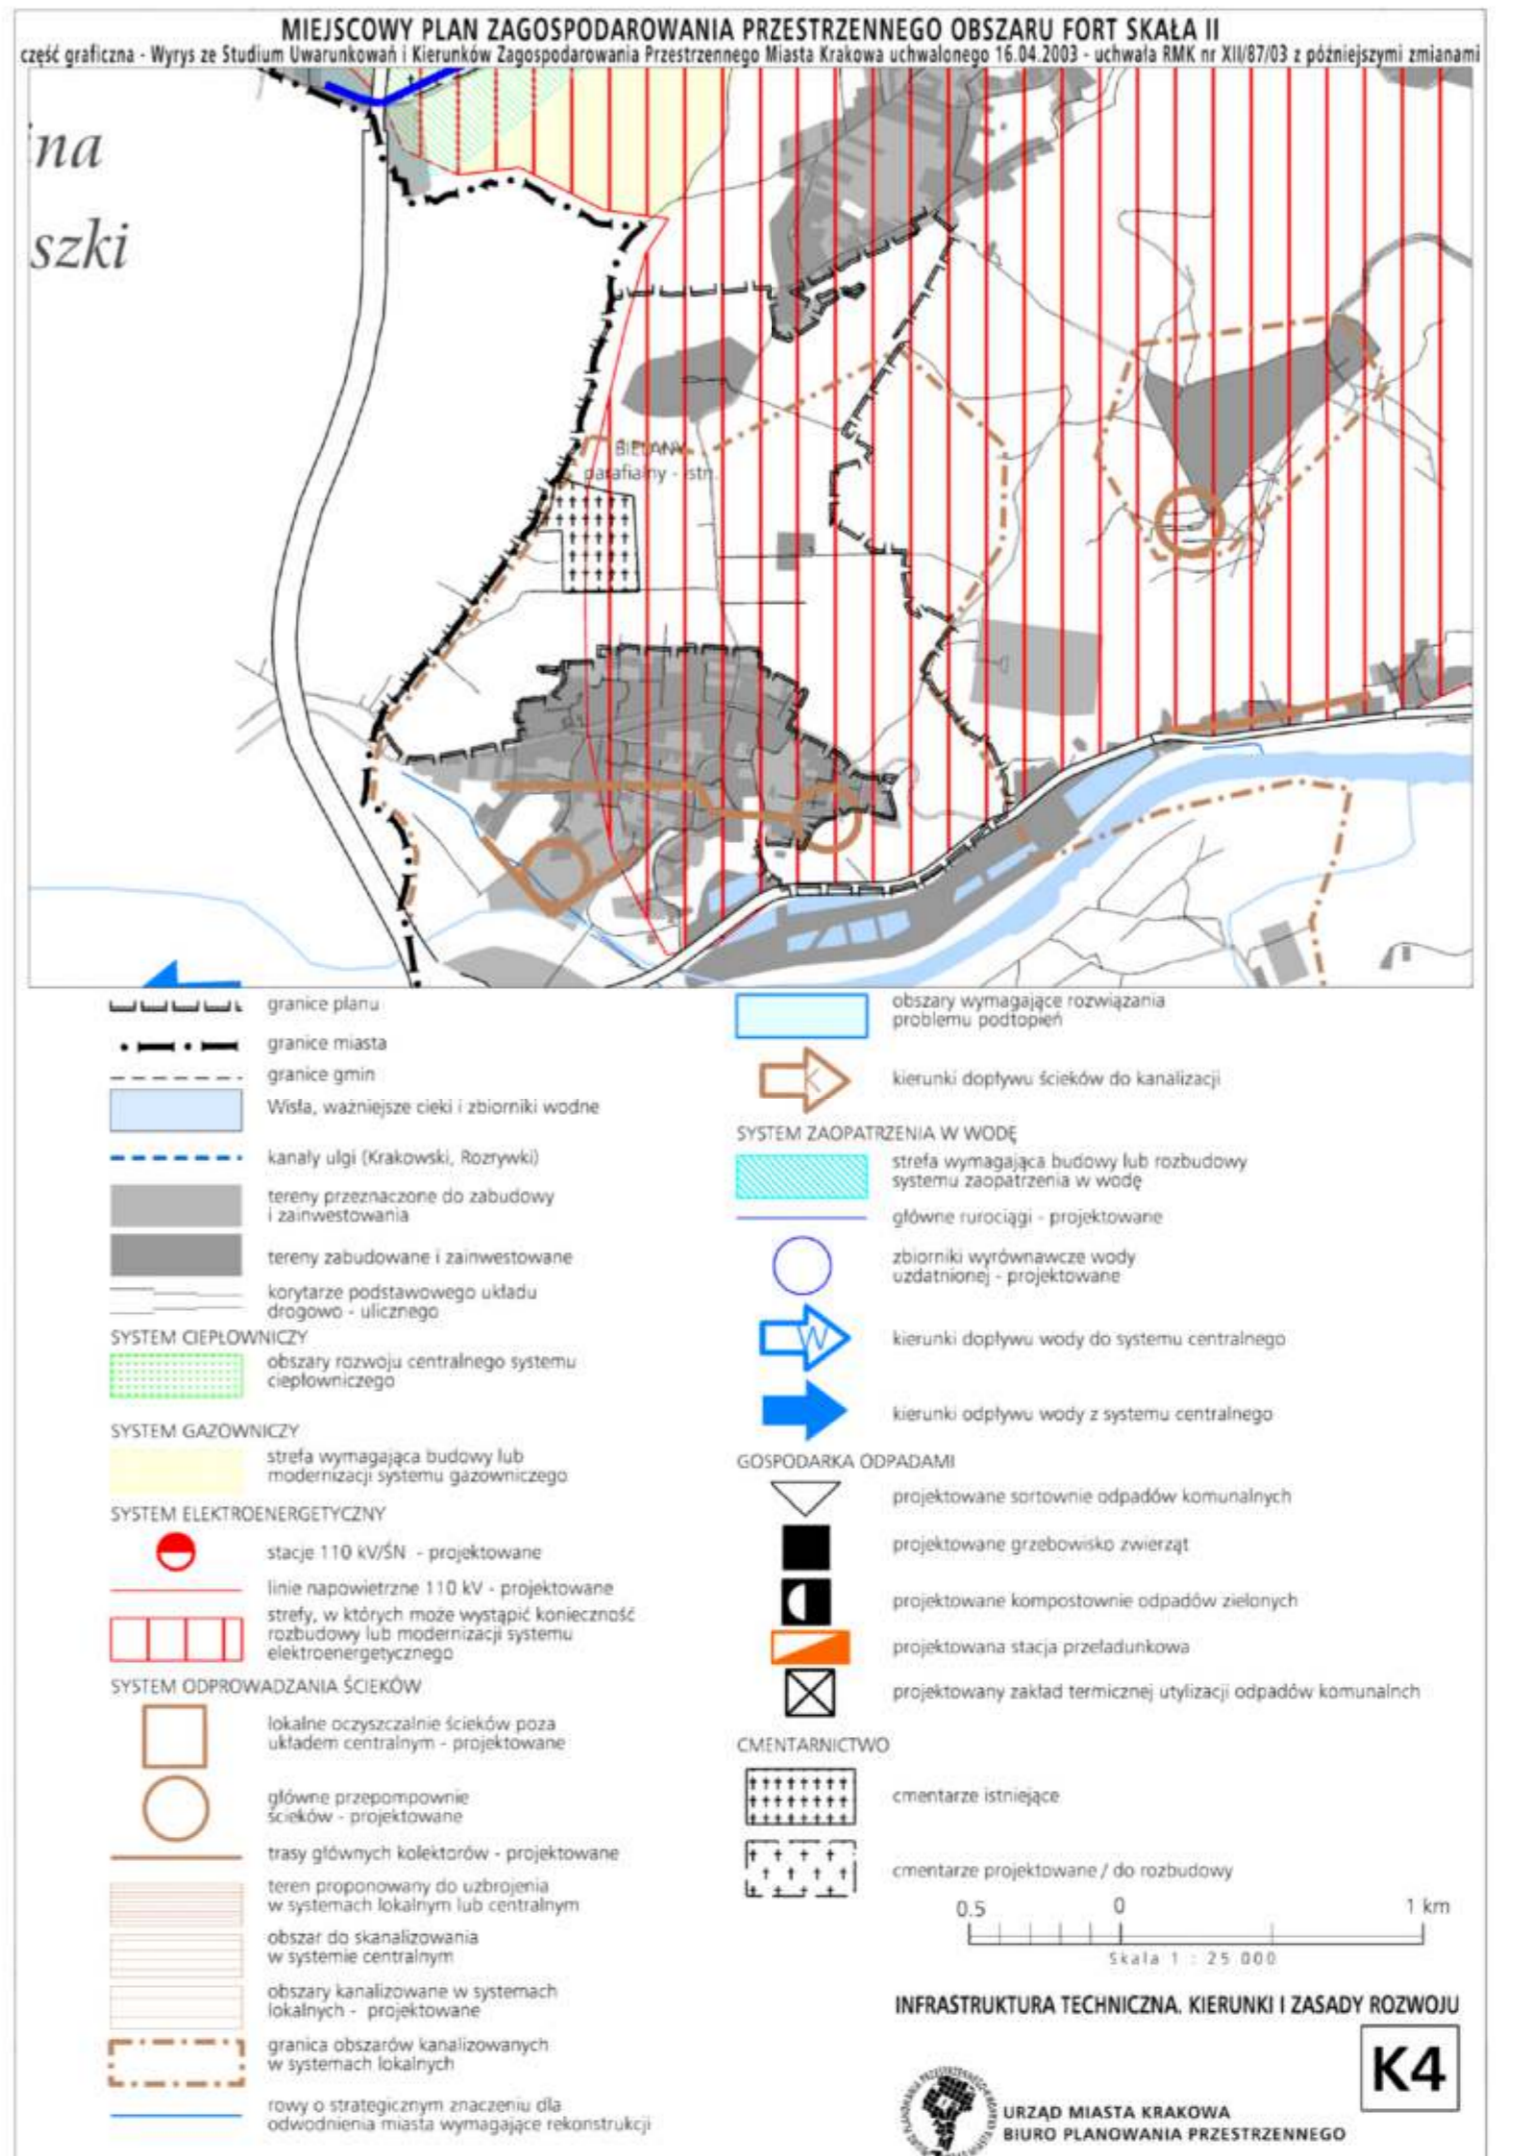 MIEJSCOWY PLAN ZAGOSPODAROWANIA PRZESTRZENNEGO OBSZARU FORT SKAŁA II
część graficzna - Wyrys ze Studium Uwarunkowań i Kierunków Zagospodarowania Przestrzennego Miasta Krakowa uchwalonego 16.04.2003 - uchwała RMK nr XII/87/03 z późniejszymi zmianami
ina
szki
BIELANY
parafialny - istn.
granice planu
granice miasta
granice gmin
Wisła, ważniejsze cieki i zbiorniki wodne
kanały ulgi (Krakowski, Rozrywki)
tereny przeznaczone do zabudowy
i zainwestowania
tereny zabudowane i zainwestowane
korytarze podstawowego układu
drogowo - ulicznego
SYSTEM CIEPŁOWNICZY
obszary rozwoju centralnego systemu
ciepłowniczego
SYSTEM GAZOWNICZY
strefa wymagająca budowy lub
modernizacji systemu gazowniczego
SYSTEM ELEKTROENERGETYCZNY
stacje 110 kV/ŚN - projektowane
linie napowietrzne 110 kV - projektowane
strefy, w których może wystąpić konieczność
rozbudowy lub modernizacji systemu
elektroenergetycznego
SYSTEM ODPROWADZANIA ŚCIEKÓW
lokalne oczyszczalnie ścieków poza
układem centralnym - projektowane
główne przepompownie
ścieków - projektowane
trasy głównych kolektorów - projektowane
teren proponowany do uzbrojenia
w systemach lokalnym lub centralnym
obszar do skanalizowania
w systemie centralnym
obszary kanalizowane w systemach
lokalnych - projektowane
granica obszarów kanalizowanych
w systemach lokalnych
rowy o strategicznym znaczeniu dla
odwodnienia miasta wymagające rekonstrukcji
obszary wymagające rozwiązania
problemu podtopień
K
kierunki dopływu ścieków do kanalizacji
SYSTEM ZAOPATRZENIA W WODĘ
strefa wymagająca budowy lub rozbudowy
systemu zaopatrzenia w wodę
główne rurociągi - projektowane
zbiorniki wyrównawcze wody
uzdatnionej - projektowane
W
kierunki dopływu wody do systemu centralnego
kierunki odpływu wody z systemu centralnego
GOSPODARKA ODPADAMI
projektowane sortownie odpadów komunalnych
projektowane grzebowisko zwierząt
projektowane kompostownie odpadów zielonych
projektowana stacja przeładunkowa
projektowany zakład termicznej utylizacji odpadów komunalnch
CMENTARNICTWO
cmentarze istniejące
cmentarze projektowane / do rozbudowy
0.5 0 1 km
Skala 1 : 25 000
INFRASTRUKTURA TECHNICZNA. KIERUNKI I ZASADY ROZWOJU
K4
URZĄD MIASTA KRAKOWA
BIURO PLANOWANIA PRZESTRZENNEGO